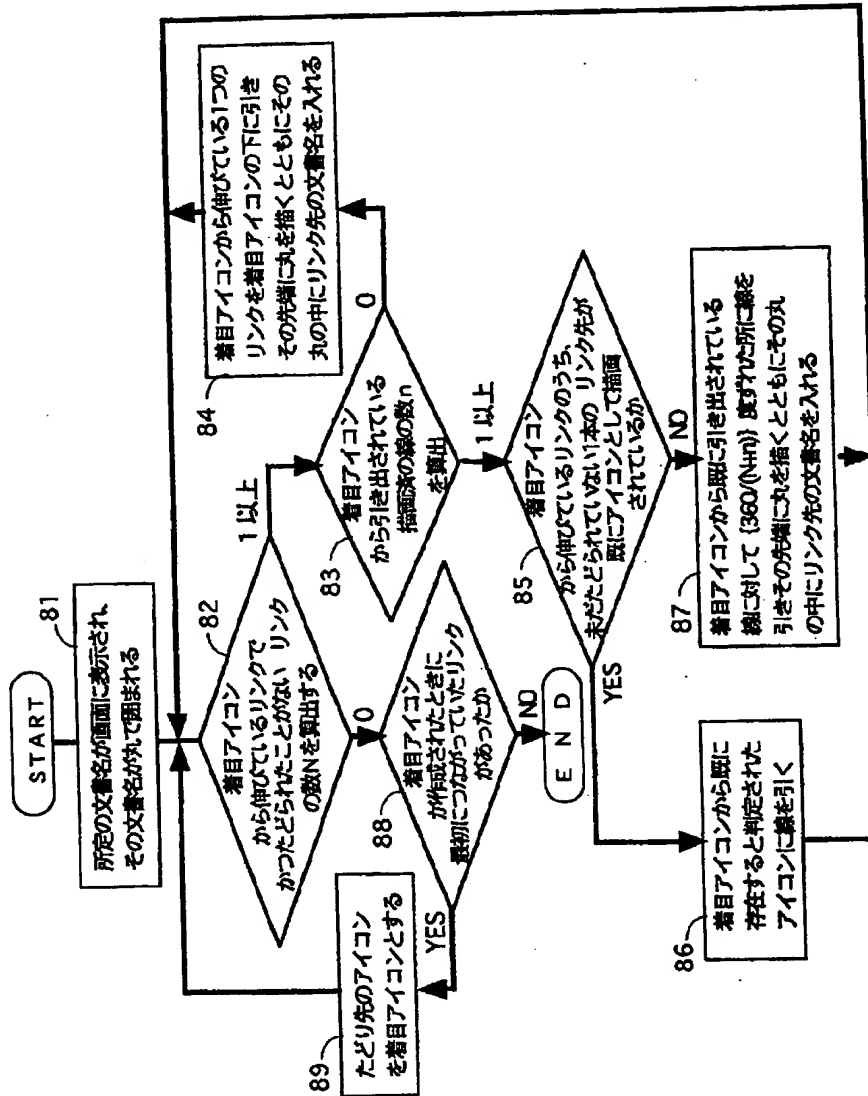 START
81
所定の文書名が画面に表示され、
その文書名が丸で囲まれる
82
着目アイコン
から伸びているリンクで
かつたどられたことがない リンク
の数Nを算出する
1以上
0
83
着目アイコン
から引き出されている
描画済の線の数n
を算出
0
1以上
84
着目アイコンから伸びている1つの
リンクを着目アイコンの下に引き
その先端に丸を描くとともにその
丸の中にリンク先の文書名を入れる
85
着目アイコン
から伸びているリンクのうち、
未だたどられていない1本の リンク先が
既にアイコンとして描画
されているか
YES
NO
86
着目アイコンから既に
存在すると判定された
アイコンに線を引く
87
着目アイコンから既に引き出されている
線に対して {360/(N+n)} 度ずれた所に線を
引きその先端に丸を描くとともにその丸
の中にリンク先の文書名を入れる
88
着目アイコン
が作成されたときに
最初につながっていたリンク
があったか
YES
NO
89
たどり先のアイコン
を着目アイコンとする
END